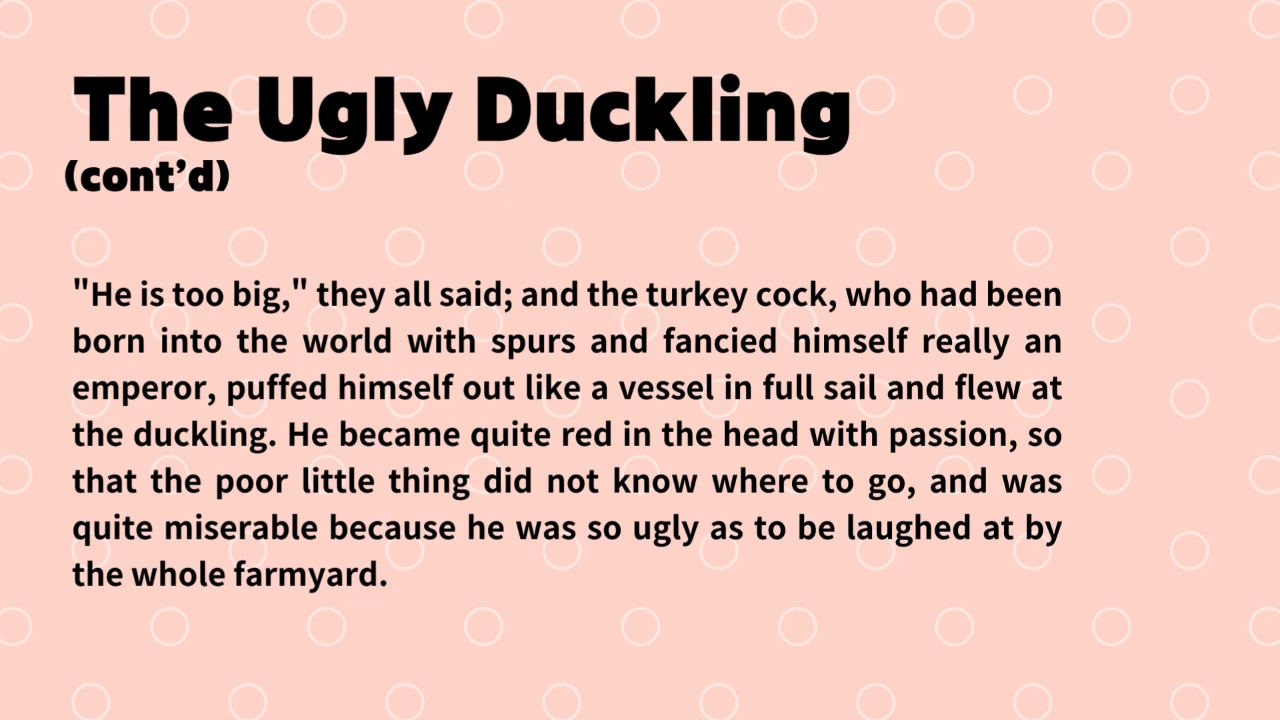 The Ugly Duckling
(cont’d)
"He is too big," they all said; and the turkey cock, who had been
born into the world with spurs and fancied himself really an
emperor, puffed himself out like a vessel in full sail and flew at
the duckling. He became quite red in the head with passion, so
that the poor little thing did not know where to go, and was
quite miserable because he was so ugly as to be laughed at by
the whole farmyard.